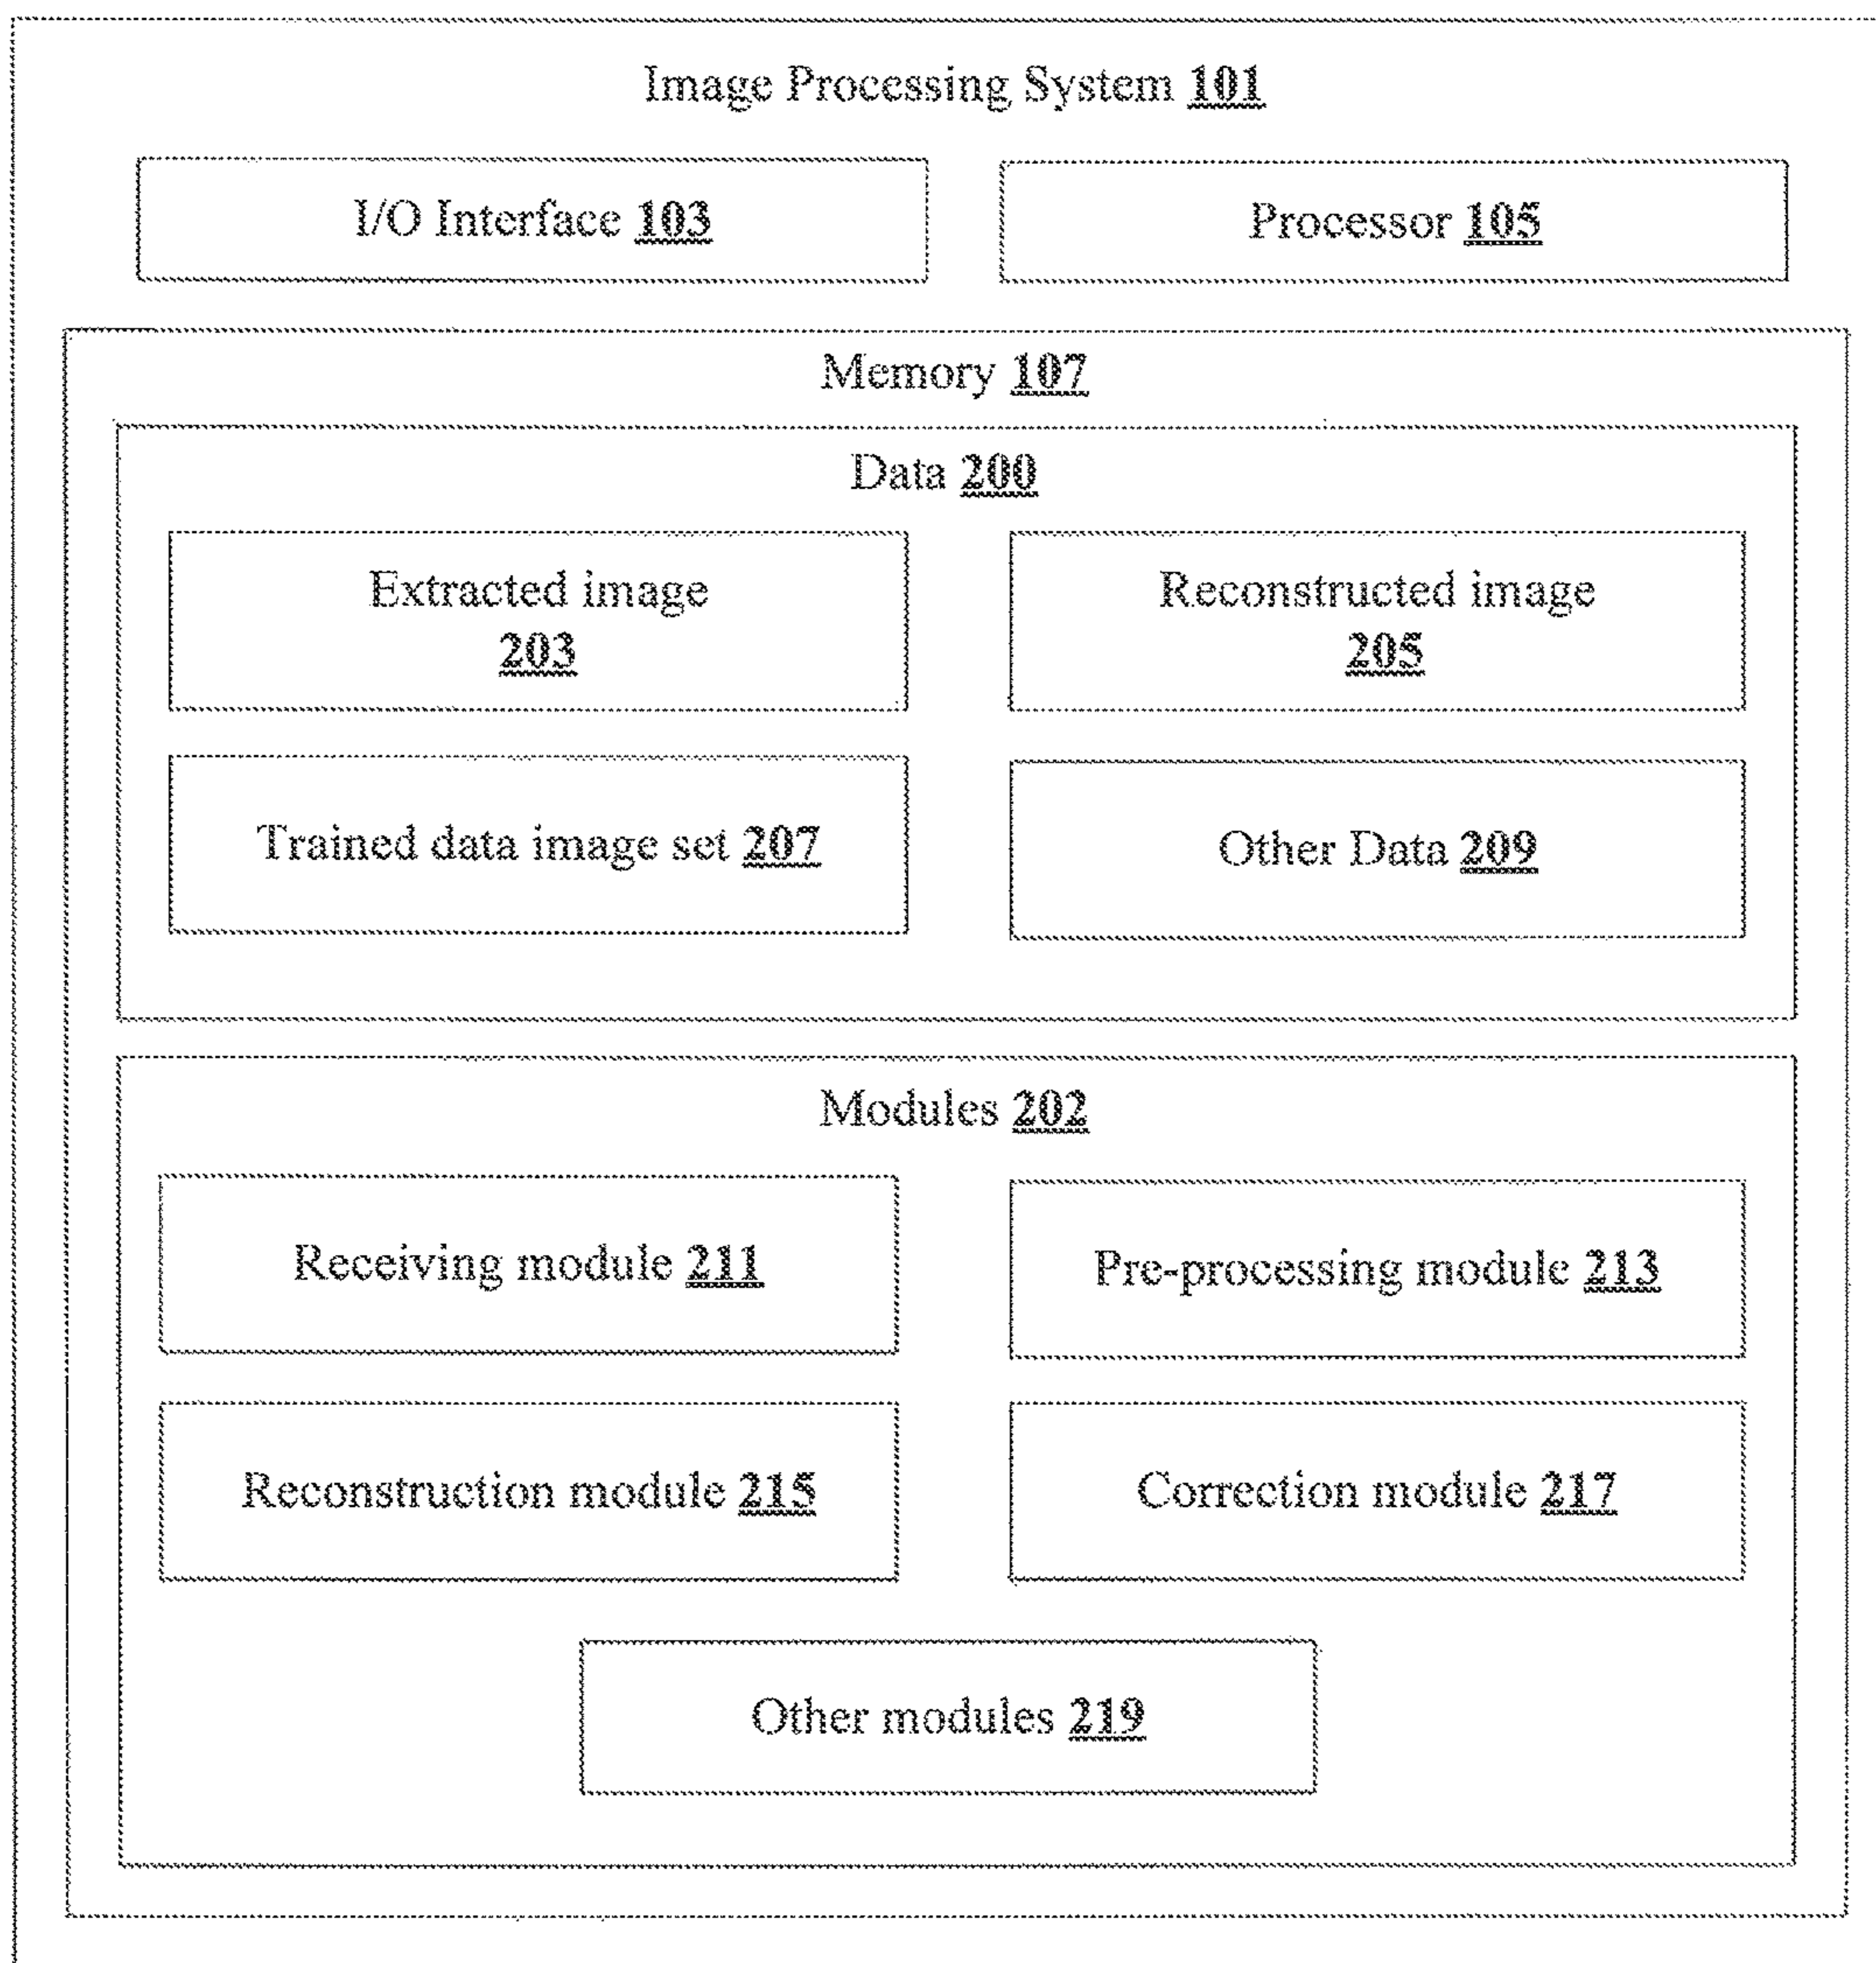 Image Processing System 101
I/O Interface 103
Processor 105
Memory 107
Data 200
Extracted image
203
Reconstructed image
205
Trained data image set 207
Other Data 209
Modules 202
Receiving module 211
Pre-processing module 213
Reconstruction module 215
Correction module 217
Other modules 219